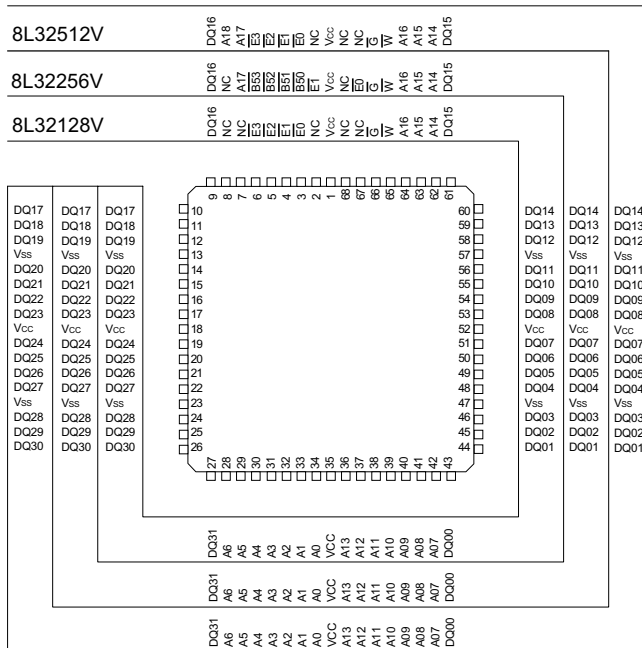 8L32512V DQ16 A18 A17 E3 E2 E1 E0 NC Vcc NC NC G W A16 A15 A14 DQ15
8L32256V DQ16 NC A17 B53 B52 B51 B50 E1 Vcc NC E0 G W A16 A15 A14 DQ15
8L32128V DQ16 NC NC E3 E2 E1 E0 NC Vcc NC NC G W A16 A15 A14 DQ15
9 8 7 6 5 4 3 2 1 68 67 66 65 64 63 62 61
DQ17 DQ17 DQ17 10 60 DQ14 DQ14 DQ14
DQ18 DQ18 DQ18 11 59 DQ13 DQ13 DQ13
DQ19 DQ19 DQ19 12 58 DQ12 DQ12 DQ12
Vss Vss Vss 13 57 Vss Vss Vss
DQ20 DQ20 DQ20 14 56 DQ11 DQ11 DQ11
DQ21 DQ21 DQ21 15 55 DQ10 DQ10 DQ10
DQ22 DQ22 DQ22 16 54 DQ09 DQ09 DQ09
DQ23 DQ23 DQ23 17 53 DQ08 DQ08 DQ08
Vcc Vcc Vcc 18 52 Vcc Vcc Vcc
DQ24 DQ24 DQ24 19 51 DQ07 DQ07 DQ07
DQ25 DQ25 DQ25 20 50 DQ06 DQ06 DQ06
DQ26 DQ26 DQ26 21 49 DQ05 DQ05 DQ05
DQ27 DQ27 DQ27 22 48 DQ04 DQ04 DQ04
Vss Vss Vss 23 47 Vss Vss Vss
DQ28 DQ28 DQ28 24 46 DQ03 DQ03 DQ03
DQ29 DQ29 DQ29 25 45 DQ02 DQ02 DQ02
DQ30 DQ30 DQ30 26 44 DQ01 DQ01 DQ01
27 28 29 30 31 32 33 34 35 36 37 38 39 40 41 42 43
DQ31 A6 A5 A4 A3 A2 A1 A0 VCC A13 A12 A11 A10 A09 A08 A07 DQ00
DQ31 A6 A5 A4 A3 A2 A1 A0 VCC A13 A12 A11 A10 A09 A08 A07 DQ00
DQ31 A6 A5 A4 A3 A2 A1 A0 VCC A13 A12 A11 A10 A09 A08 A07 DQ00